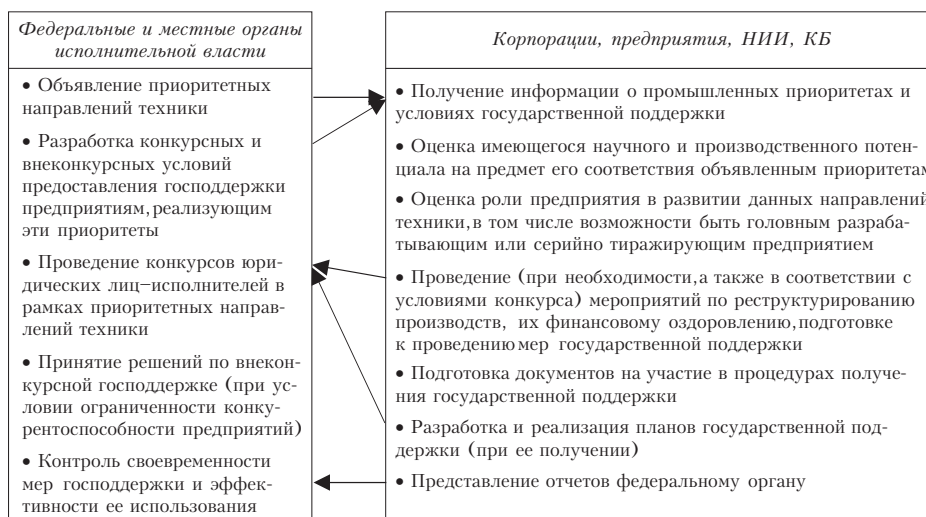 Федеральные и местные органы
исполнительной власти
• Объявление приоритетных
направлений техники
• Разработка конкурсных и
внеконкурсных условий
предоставления господдержки
предприятиям,реализующим
эти приоритеты
• Проведение конкурсов юри-
дических лиц–исполнителей в
рамках приоритетных направ-
лений техники
• Принятие решений по внекон-
курсной господдержке (при ус-
ловии ограниченности конку-
рентоспособности предприятий)
• Контроль своевременности
мер господдержки и эффек-
тивности ее использования
Корпорации, предприятия, НИИ, КБ
• Получение информации о промышленных приоритетах и
условиях государственной поддержки
• Оценка имеющегося научного и производственного потен-
циала на предмет его соответствия объявленным приоритетам
• Оценка роли предприятия в развитии данных направлений
техники,в том числе возможности быть головным разраба-
тывающим или серийно тиражирующим предприятием
• Проведение (при необходимости,а также в соответствии с
условиями конкурса) мероприятий по реструктурированию
производств, их финансовому оздоровлению,подготовке
к проведению мер государственной поддержки
• Подготовка документов на участие в процедурах получе-
ния государственной поддержки
• Разработка и реализация планов государственной под-
держки (при ее получении)
• Представление отчетов федеральному органу